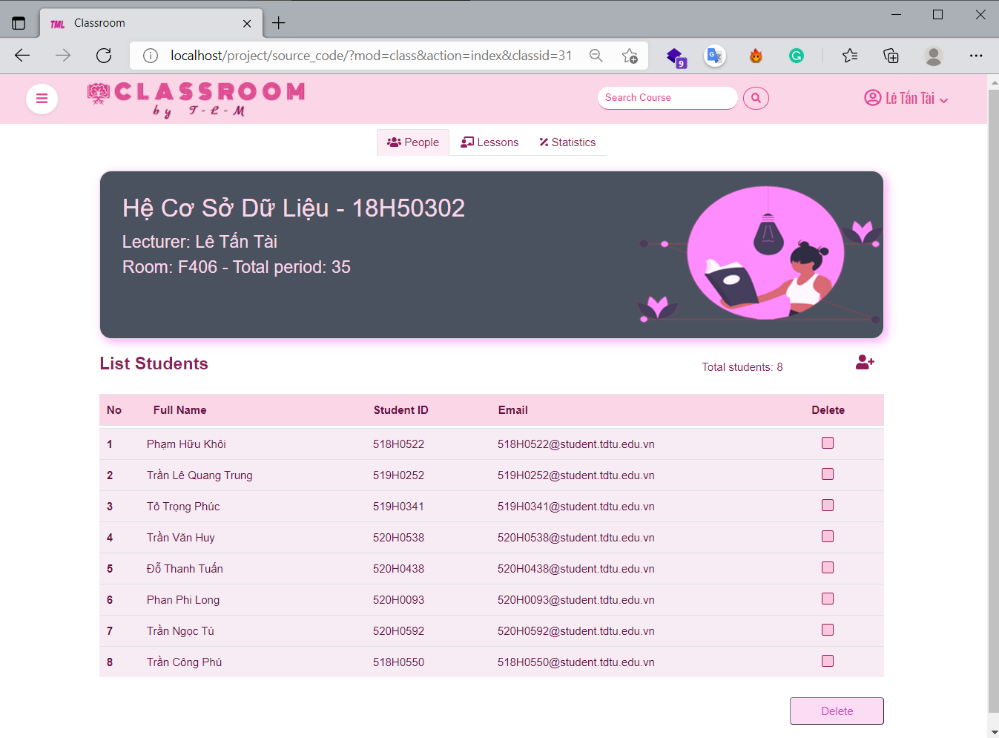 TML Classroom
localhost/project/source_code/?mod=class&action=index&classid=31
9
CLASSROOM
by T-L-M
Search Course
Lê Tấn Tài
People Lessons Statistics
Hệ Cơ Sở Dữ Liệu - 18H50302
Lecturer: Lê Tấn Tài
Room: F406 - Total period: 35
List Students
Total students: 8
No Full Name Student ID Email Delete
1 Phạm Hữu Khôi 518H0522 518H0522@student.tdtu.edu.vn
2 Trần Lê Quang Trung 519H0252 519H0252@student.tdtu.edu.vn
3 Tô Trọng Phúc 519H0341 519H0341@student.tdtu.edu.vn
4 Trần Văn Huy 520H0538 520H0538@student.tdtu.edu.vn
5 Đỗ Thanh Tuấn 520H0438 520H0438@student.tdtu.edu.vn
6 Phan Phi Long 520H0093 520H0093@student.tdtu.edu.vn
7 Trần Ngọc Tú 520H0592 520H0592@student.tdtu.edu.vn
8 Trần Công Phú 518H0550 518H0550@student.tdtu.edu.vn
Delete